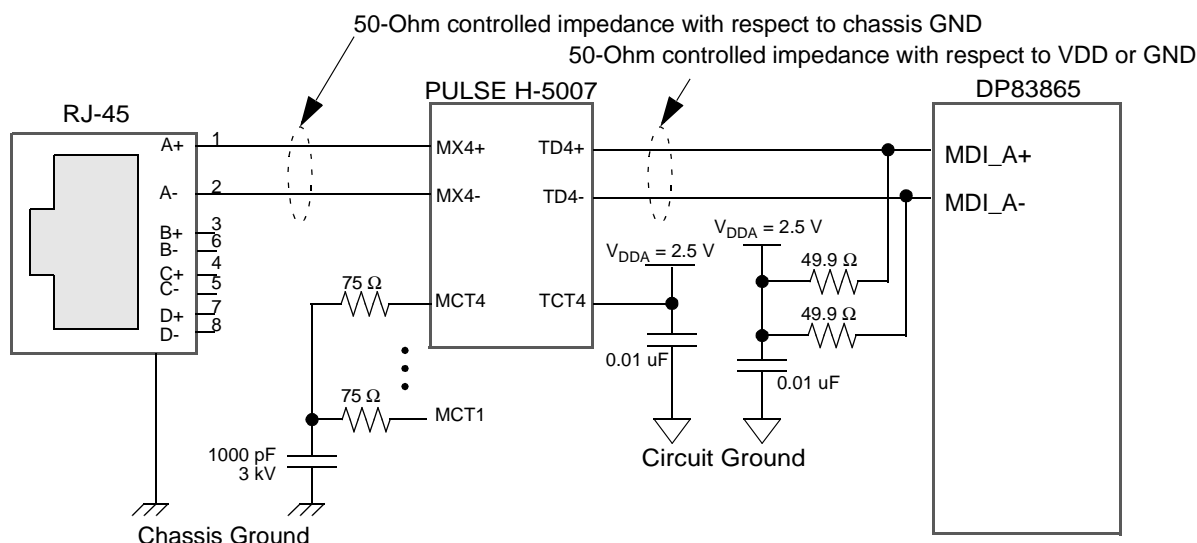 50-Ohm controlled impedance with respect to chassis GND
50-Ohm controlled impedance with respect to VDD or GND
RJ-45
PULSE H-5007
DP83865
A+
1
MX4+
TD4+
MDI_A+
A-
2
MX4-
TD4-
MDI_A-
B+
3
B-
6
C+
4
C-
5
D+
7
D-
8
VDDA = 2.5 V
VDDA = 2.5 V
49.9 Ω
75 Ω
MCT4
TCT4
49.9 Ω
0.01 uF
0.01 uF
75 Ω
MCT1
1000 pF
3 kV
Circuit Ground
Chassis Ground